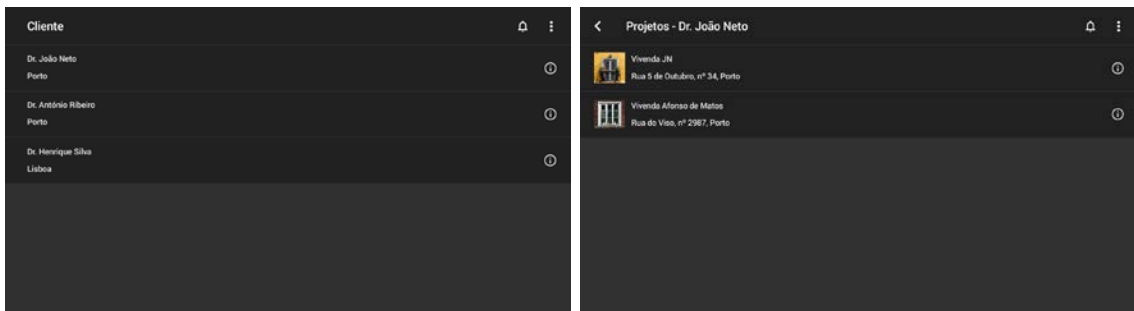 Cliente
Dr. João Neto
Porto
Dr. António Ribeiro
Porto
Dr. Henrique Silva
Lisboa
Projetos - Dr. João Neto
Vivenda JN
Rua 5 de Outubro, nº 34, Porto
Vivenda Afonso de Matos
Rua do Viso, nº 2987, Porto